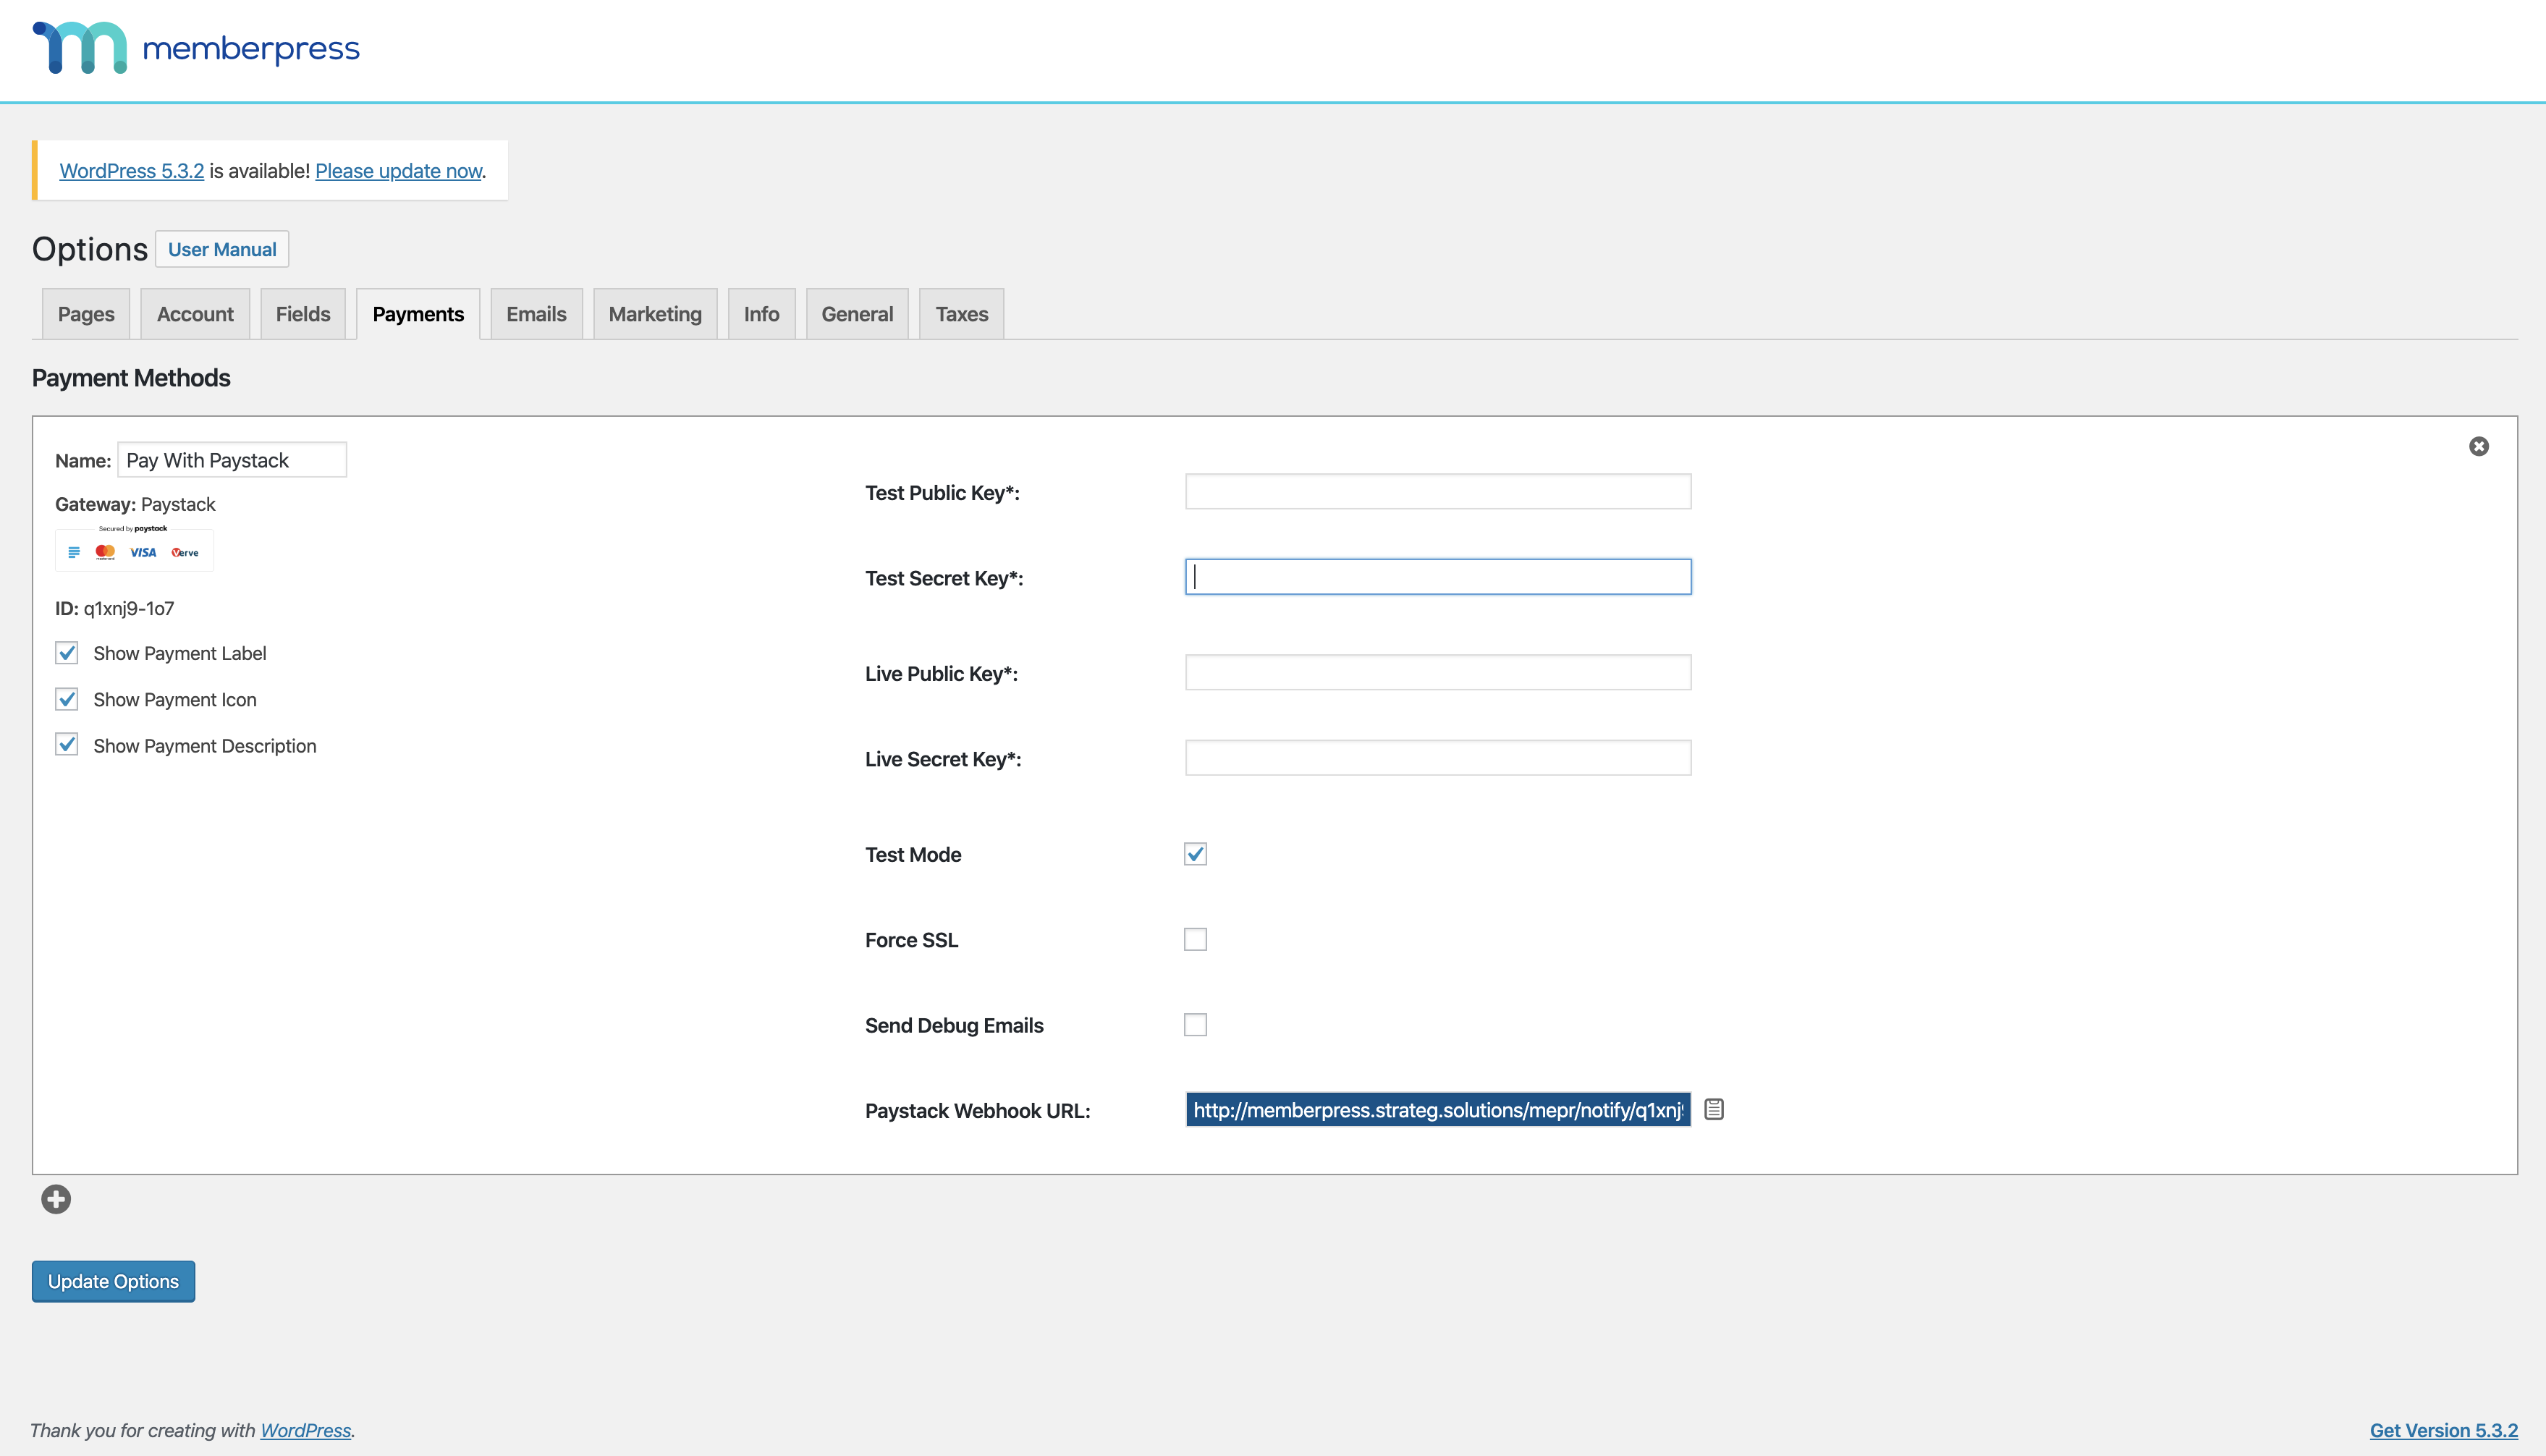 memberpress
WordPress 5.3.2 is available! Please update now.
Options User Manual
Pages Account Fields Payments Emails Marketing Info General Taxes
Payment Methods
Name: Pay With Paystack
Gateway: Paystack
Secured by paystack
mastercard VISA Verve
ID: q1xnj9-1o7
Show Payment Label
Show Payment Icon
Show Payment Description
Test Public Key*:
Test Secret Key*:
Live Public Key*:
Live Secret Key*:
Test Mode
Force SSL
Send Debug Emails
Paystack Webhook URL: http://memberpress.strateg.solutions/mepr/notify/q1xnj9
Update Options
Thank you for creating with WordPress.
Get Version 5.3.2